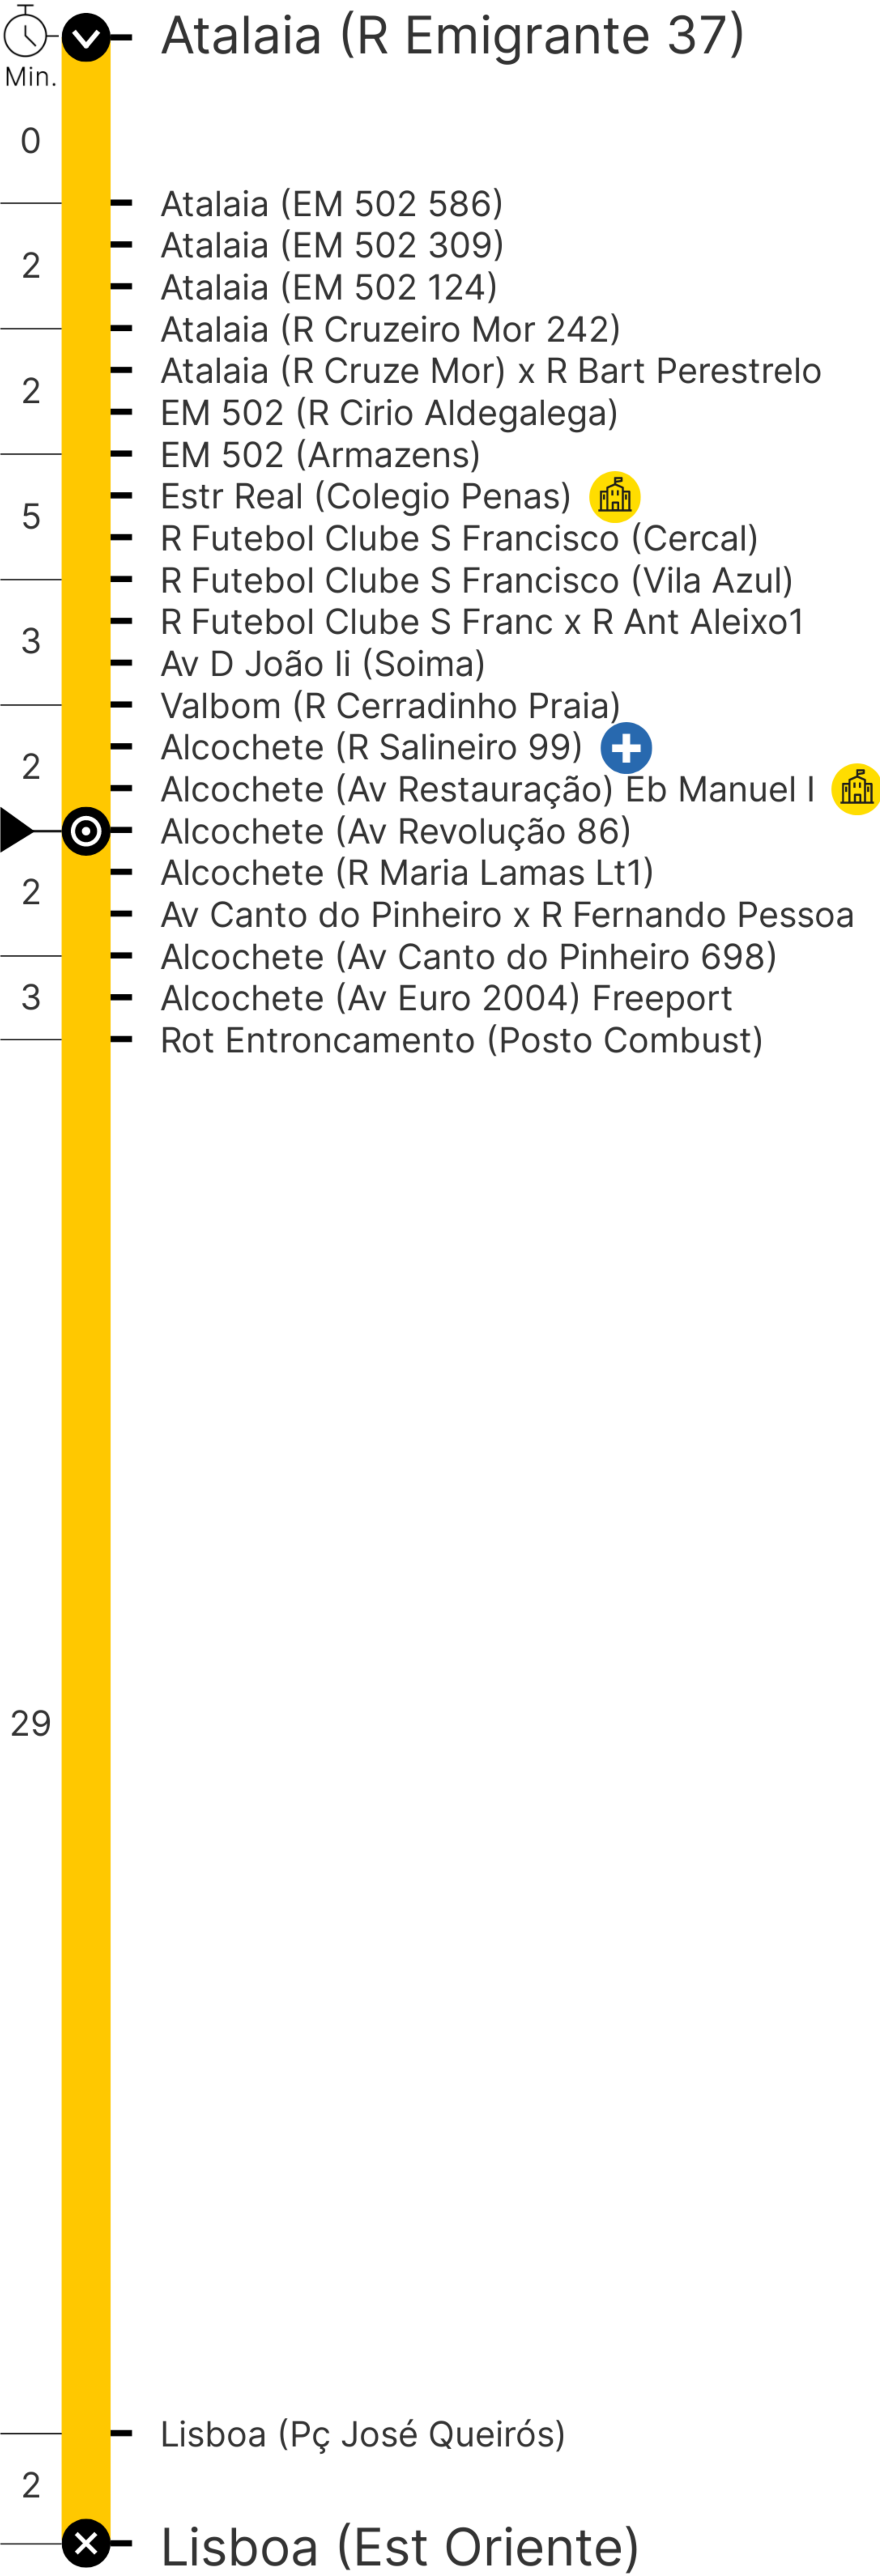 Atalaia (R Emigrante 37)
Min.
0
Atalaia (EM 502 586)
Atalaia (EM 502 309)
2
Atalaia (EM 502 124)
Atalaia (R Cruzeiro Mor 242)
Atalaia (R Cruze Mor) x R Bart Perestrelo
2
EM 502 (R Cirio Aldegalega)
EM 502 (Armazens)
Estr Real (Colegio Penas)
5
R Futebol Clube S Francisco (Cercal)
R Futebol Clube S Francisco (Vila Azul)
R Futebol Clube S Franc x R Ant Aleixo1
3
Av D João Ii (Soima)
Valbom (R Cerradinho Praia)
Alcochete (R Salineiro 99)
2
Alcochete (Av Restauração) Eb Manuel I
Alcochete (Av Revolução 86)
Alcochete (R Maria Lamas Lt1)
2
Av Canto do Pinheiro x R Fernando Pessoa
Alcochete (Av Canto do Pinheiro 698)
3
Alcochete (Av Euro 2004) Freeport
Rot Entroncamento (Posto Combust)
29
Lisboa (Pç José Queirós)
2
Lisboa (Est Oriente)